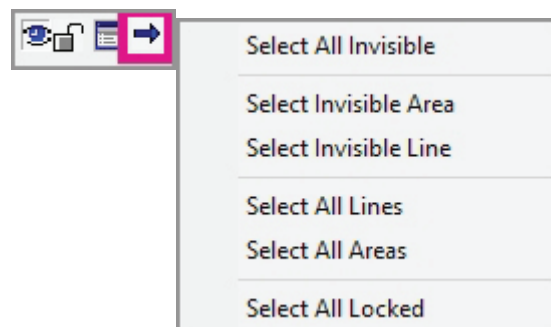 Select All Invisible
Select Invisible Area
Select Invisible Line
Select All Lines
Select All Areas
Select All Locked